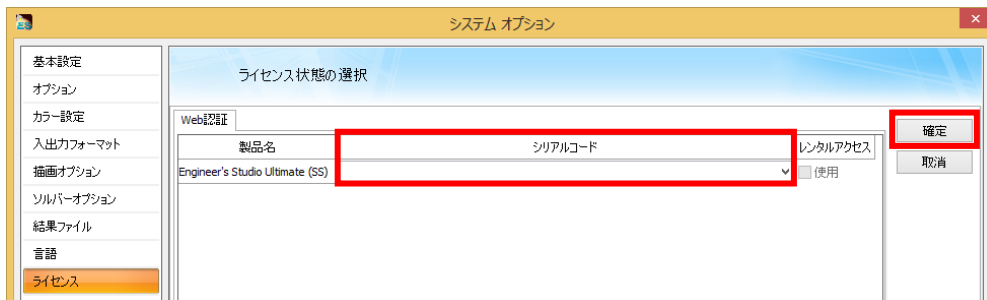 ES
システム オプション
×
基本設定
オプション
カラー設定
入出力フォーマット
描画オプション
ソルバーオプション
結果ファイル
言語
ライセンス
ライセンス状態の選択
Web認証
製品名 シリアルコード レンタルアクセス
Engineer's Studio Ultimate (SS) 使用
確定
取消